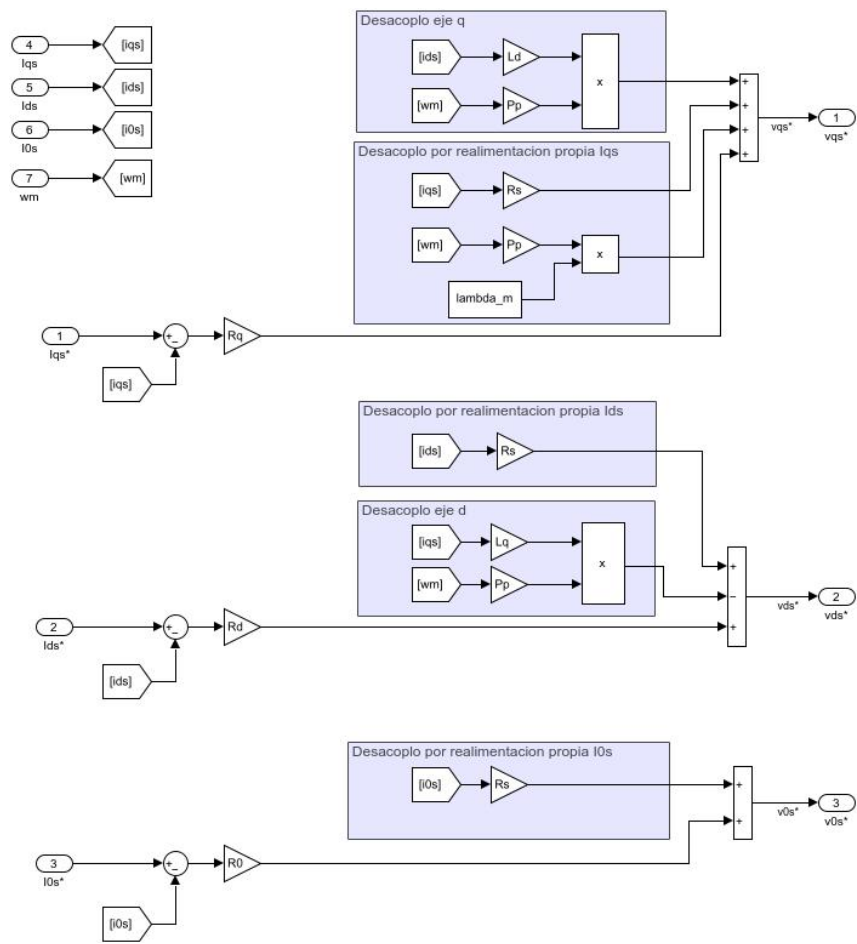 4
Iqs
[iqs]
5
Ids
[ids]
6
I0s
[i0s]
7
wm
[wm]
Desacoplo eje q
[ids]
Ld
[wm]
Pp
x
Desacoplo por realimentacion propia Iqs
[iqs]
Rs
[wm]
Pp
x
lambda_m
+
+
+
+
vqs*
1
vqs*
1
Iqs*
+
_
Rq
[iqs]
Desacoplo por realimentacion propia Ids
[ids]
Rs
Desacoplo eje d
[iqs]
Lq
[wm]
Pp
x
+
−
+
vds*
2
vds*
2
Ids*
+
_
Rd
[ids]
Desacoplo por realimentacion propia I0s
[i0s]
Rs
+
+
v0s*
3
v0s*
3
I0s*
+
_
R0
[i0s]